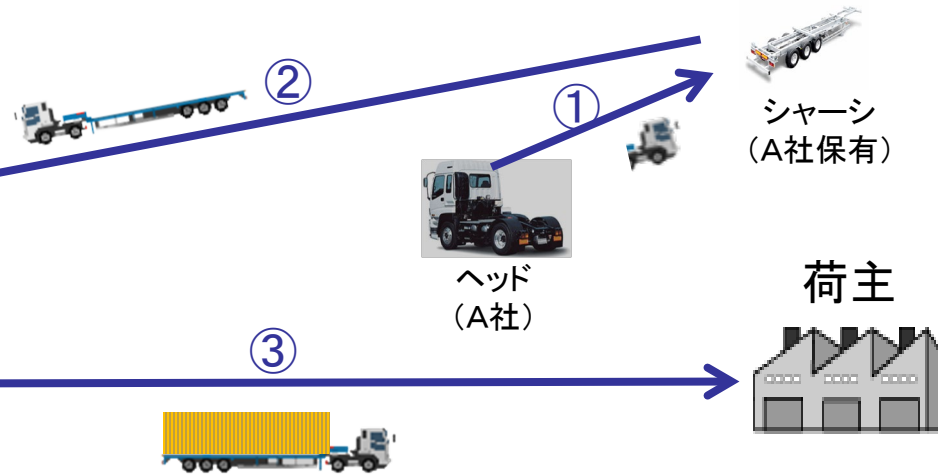 ②
①
シャーシ
（A社保有）
ヘッド
（A社）
荷主
③